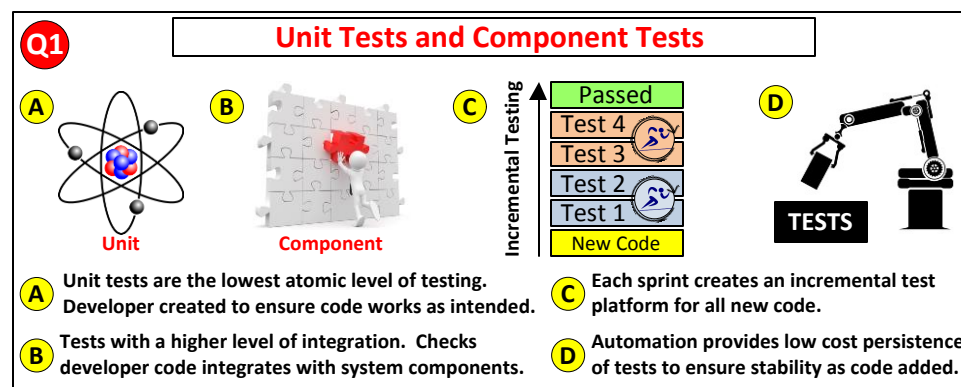 Q1
Unit Tests and Component Tests
A
B
C
D
Unit
Component
Incremental Testing
Passed
Test 4
Test 3
Test 2
Test 1
New Code
TESTS
A
Unit tests are the lowest atomic level of testing.
Developer created to ensure code works as intended.
B
Tests with a higher level of integration.  Checks
developer code integrates with system components.
C
Each sprint creates an incremental test
platform for all new code.
D
Automation provides low cost persistence
of tests to ensure stability as code added.